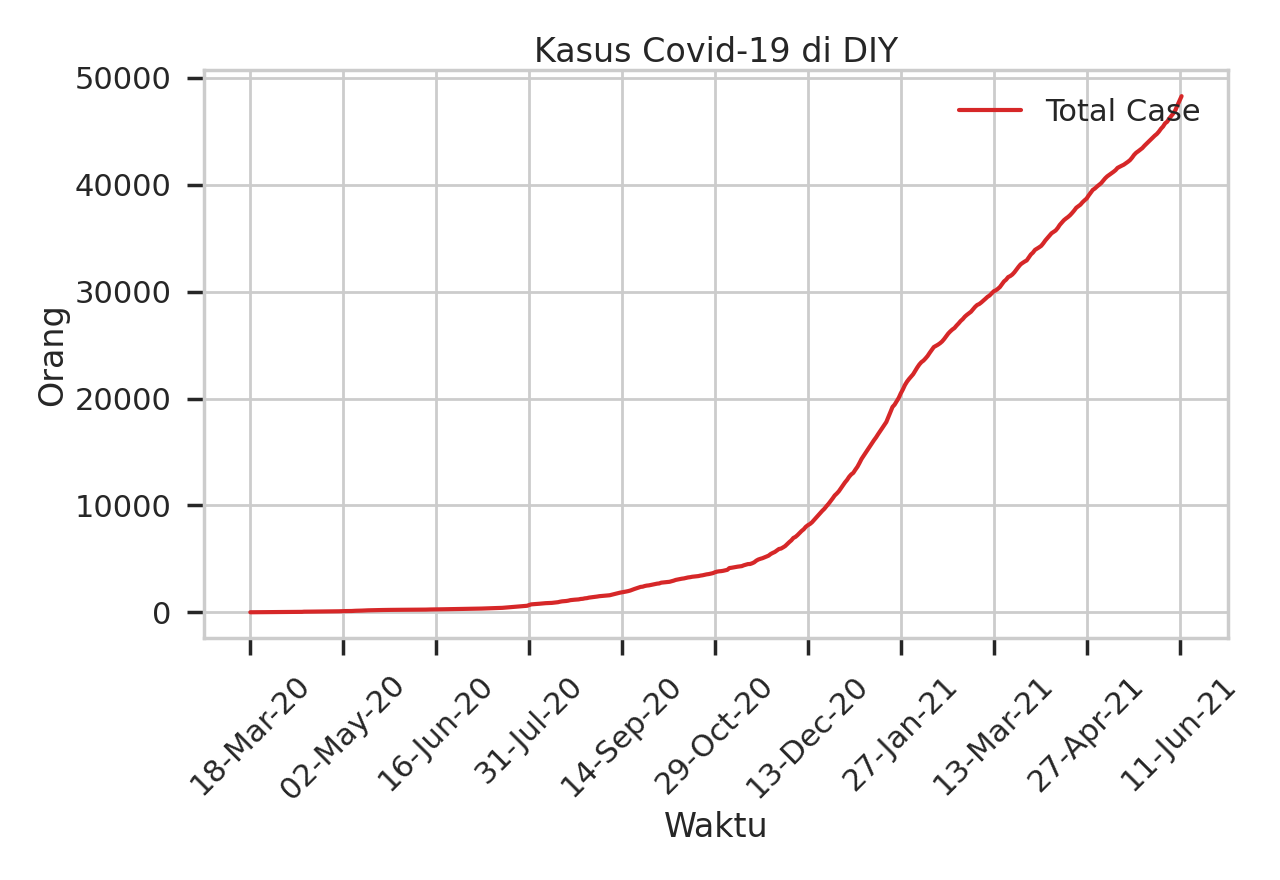 Kasus Covid-19 di DIY
Total Case
Orang
50000
40000
30000
20000
10000
0
18-Mar-20
02-May-20
16-Jun-20
31-Jul-20
14-Sep-20
29-Oct-20
13-Dec-20
27-Jan-21
13-Mar-21
27-Apr-21
11-Jun-21
Waktu